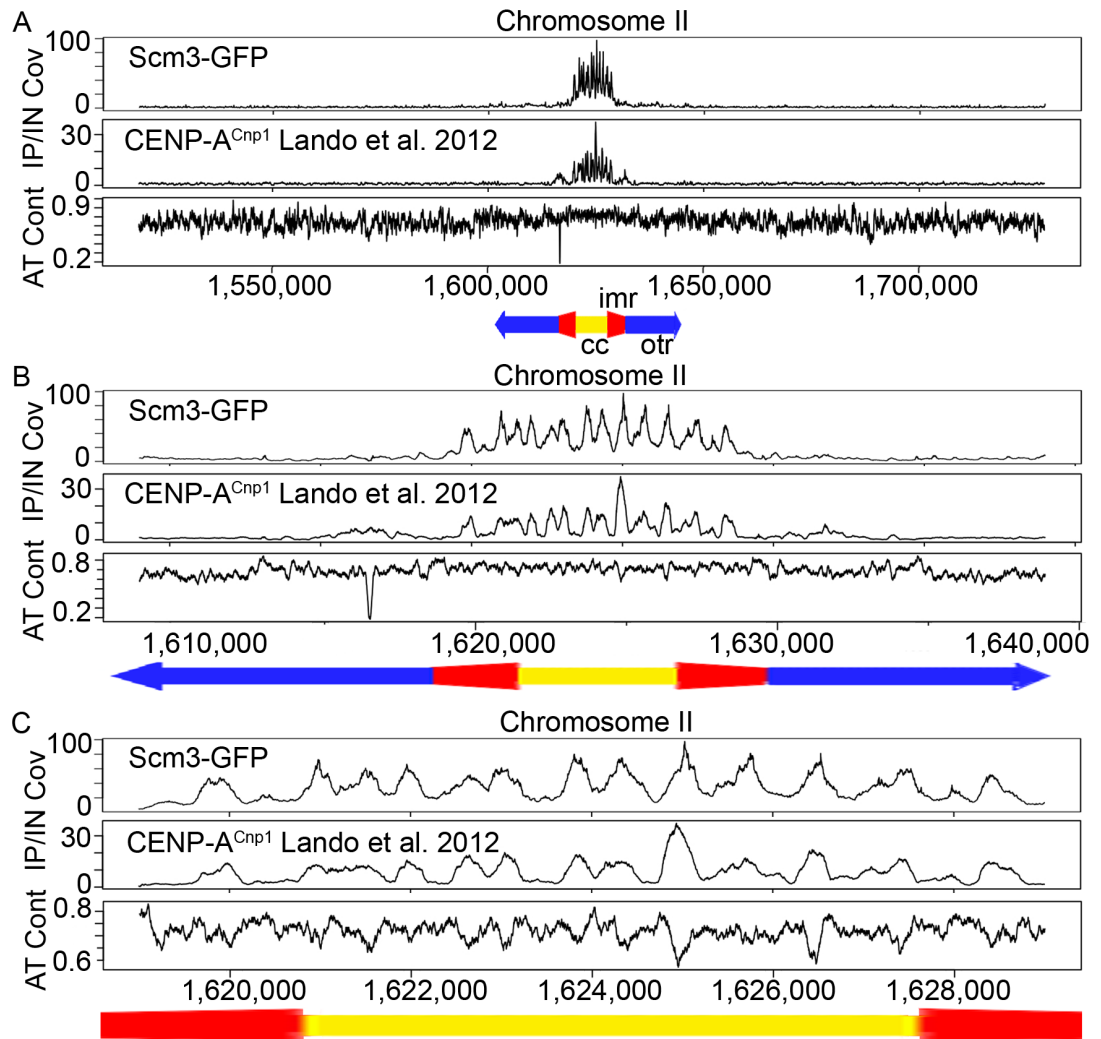 A
Chromosome II
Scm3-GFP
100
0
CENP-A^Cnp1 Lando et al. 2012
30
0
IP/IN Cov
0.9
0.2
AT Cont
1,550,000 1,600,000 1,650,000 1,700,000
imr
cc
otr
B
Chromosome II
Scm3-GFP
100
0
CENP-A^Cnp1 Lando et al. 2012
30
0
IP/IN Cov
0.8
0.2
AT Cont
1,610,000 1,620,000 1,630,000 1,640,000
C
Chromosome II
Scm3-GFP
100
0
CENP-A^Cnp1 Lando et al. 2012
30
0
IP/IN Cov
0.8
0.6
AT Cont
1,620,000 1,622,000 1,624,000 1,626,000 1,628,000